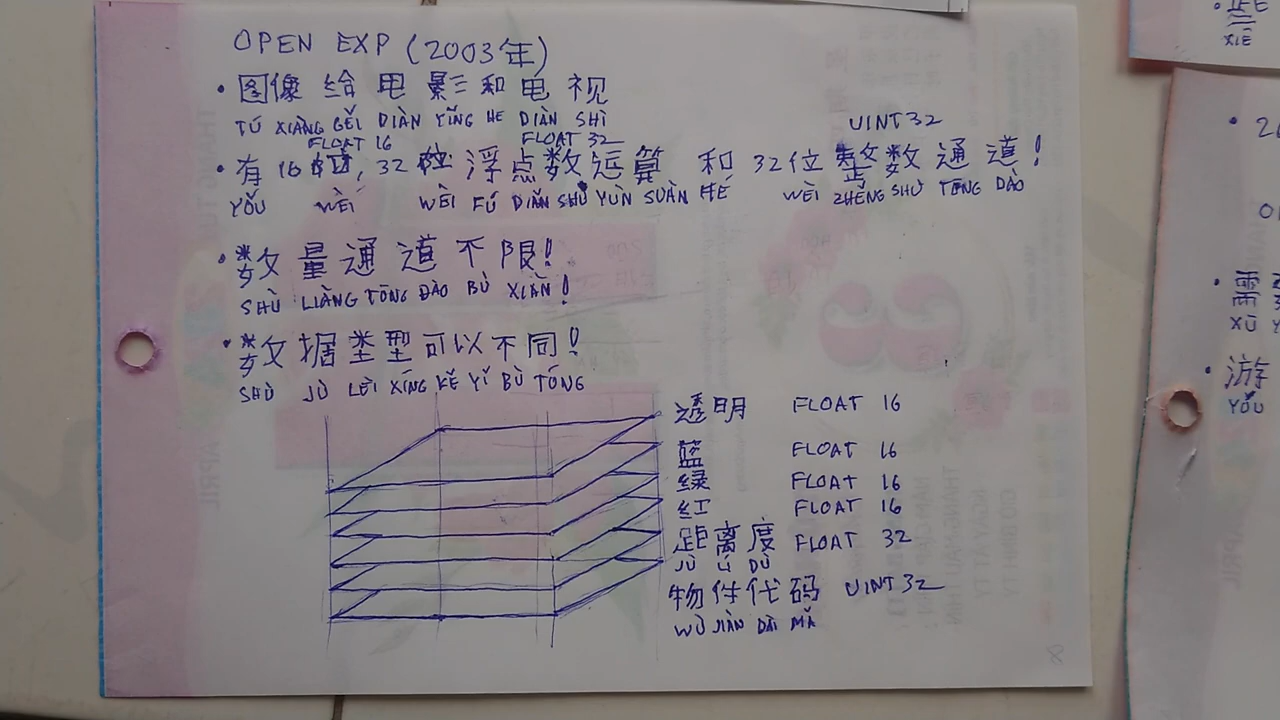 OPEN EXP (2003年)
• 图像给电影和电视
TÚ XIÀNG GĚI DIÀN YǏNG HE DIÀN SHÌ
FLOAT 16 FLOAT 32 UINT32
• 有16位, 32位浮点数运算 和 32位整数通道!
YǑU WÈI WÈI FÚ DIǍN SHÙ YÙN SUÀN HÉ WÈI ZHĚNG SHÙ TŌNG DÀO
• 数量通道不限!
SHÙ LIÀNG TŌNG DÀO BÙ XIÀN!
• 数据类型可以不同!
SHÙ JÙ LÈI XÍNG KĚ YǏ BÙ TÓNG
透明 FLOAT 16
蓝 FLOAT 16
绿 FLOAT 16
红 FLOAT 16
距离度 FLOAT 32
JÙ LÍ DÙ
物件代码 UINT32
WÙ JIÀN DÀI MǍ
XIĒ
• 需
XŪ
• 游
YÓU